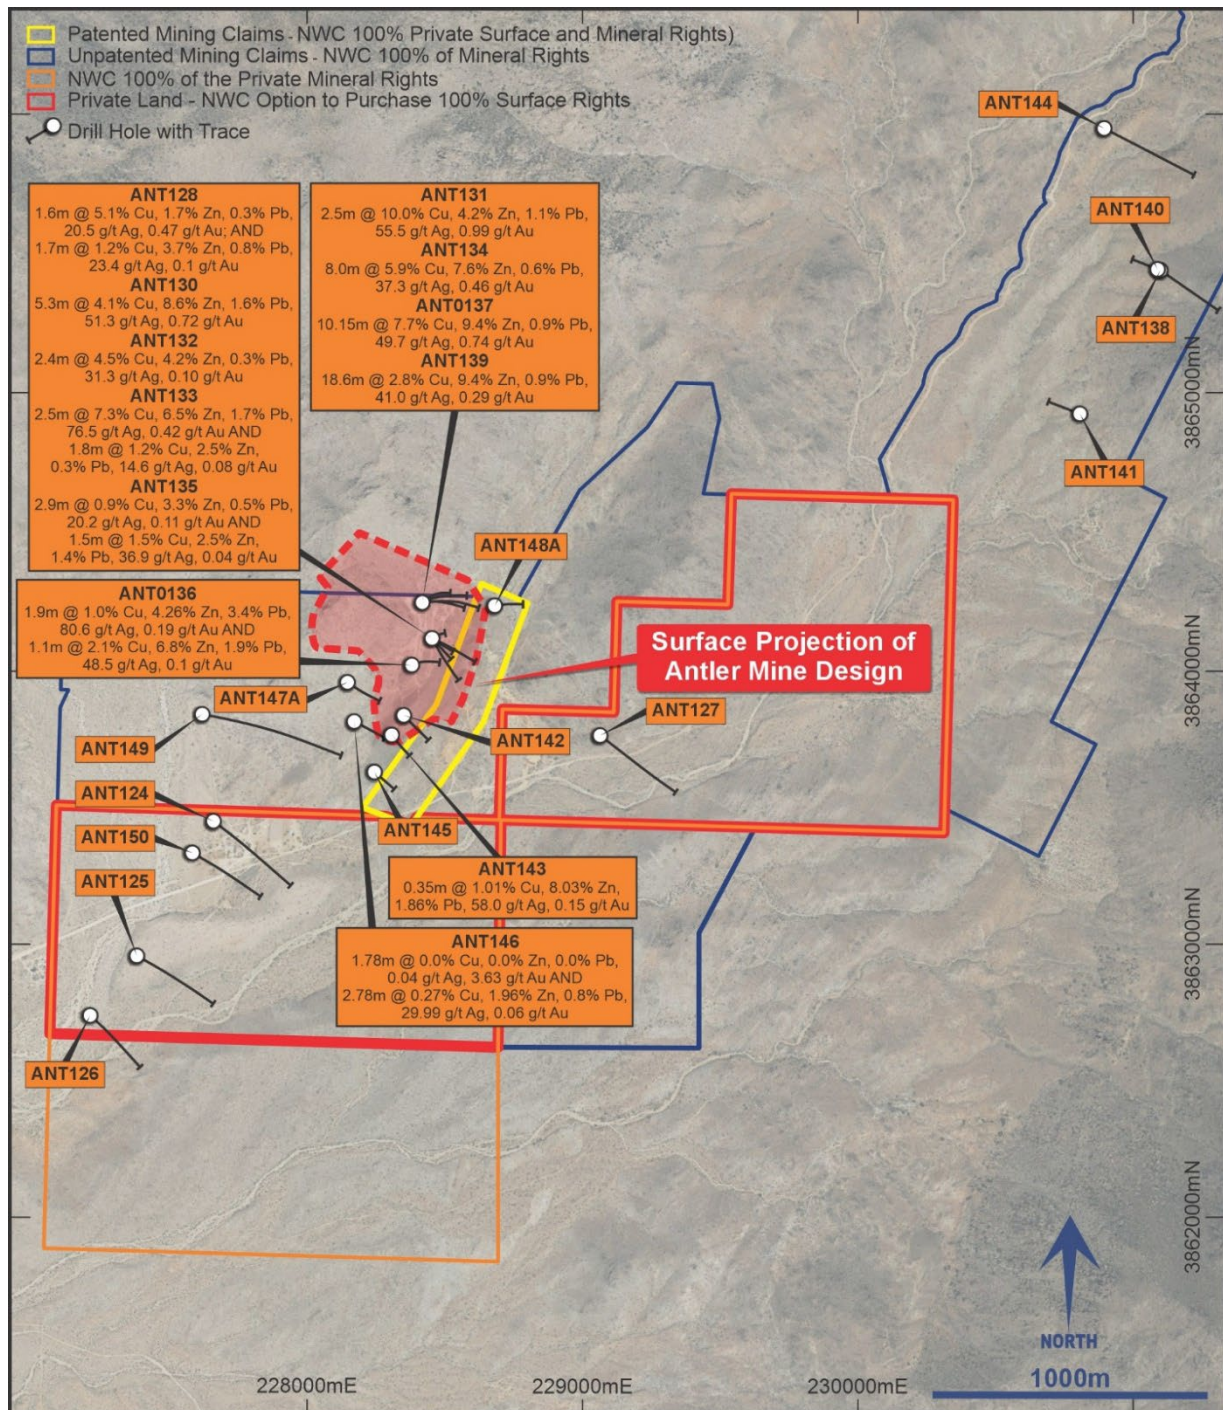 Patented Mining Claims - NWC 100% Private Surface and Mineral Rights)
Unpatented Mining Claims - NWC 100% of Mineral Rights
NWC 100% of the Private Mineral Rights
Private Land - NWC Option to Purchase 100% Surface Rights
Drill Hole with Trace
ANT144
ANT140
ANT138
ANT141
ANT128
1.6m @ 5.1% Cu, 1.7% Zn, 0.3% Pb,
20.5 g/t Ag, 0.47 g/t Au; AND
1.7m @ 1.2% Cu, 3.7% Zn, 0.8% Pb,
23.4 g/t Ag, 0.1 g/t Au
ANT130
5.3m @ 4.1% Cu, 8.6% Zn, 1.6% Pb,
51.3 g/t Ag, 0.72 g/t Au
ANT132
2.4m @ 4.5% Cu, 4.2% Zn, 0.3% Pb,
31.3 g/t Ag, 0.10 g/t Au
ANT133
2.5m @ 7.3% Cu, 6.5% Zn, 1.7% Pb,
76.5 g/t Ag, 0.42 g/t Au AND
1.8m @ 1.2% Cu, 2.5% Zn,
0.3% Pb, 14.6 g/t Ag, 0.08 g/t Au
ANT135
2.9m @ 0.9% Cu, 3.3% Zn, 0.5% Pb,
20.2 g/t Ag, 0.11 g/t Au AND
1.5m @ 1.5% Cu, 2.5% Zn,
1.4% Pb, 36.9 g/t Ag, 0.04 g/t Au
ANT131
2.5m @ 10.0% Cu, 4.2% Zn, 1.1% Pb,
55.5 g/t Ag, 0.99 g/t Au
ANT134
8.0m @ 5.9% Cu, 7.6% Zn, 0.6% Pb,
37.3 g/t Ag, 0.46 g/t Au
ANT0137
10.15m @ 7.7% Cu, 9.4% Zn, 0.9% Pb,
49.7 g/t Ag, 0.74 g/t Au
ANT139
18.6m @ 2.8% Cu, 9.4% Zn, 0.9% Pb,
41.0 g/t Ag, 0.29 g/t Au
3865000mN
ANT148A
ANT0136
1.9m @ 1.0% Cu, 4.26% Zn, 3.4% Pb,
80.6 g/t Ag, 0.19 g/t Au AND
1.1m @ 2.1% Cu, 6.8% Zn, 1.9% Pb,
48.5 g/t Ag, 0.1 g/t Au
Surface Projection of
Antler Mine Design
3864000mN
ANT147A
ANT127
ANT149
ANT142
ANT124
ANT145
ANT150
ANT125
ANT143
0.35m @ 1.01% Cu, 8.03% Zn,
1.86% Pb, 58.0 g/t Ag, 0.15 g/t Au
ANT146
1.78m @ 0.0% Cu, 0.0% Zn, 0.0% Pb,
0.04 g/t Ag, 3.63 g/t Au AND
2.78m @ 0.27% Cu, 1.96% Zn, 0.8% Pb,
29.99 g/t Ag, 0.06 g/t Au
3863000mN
ANT126
3862000mN
NORTH
1000m
228000mE
229000mE
230000mE